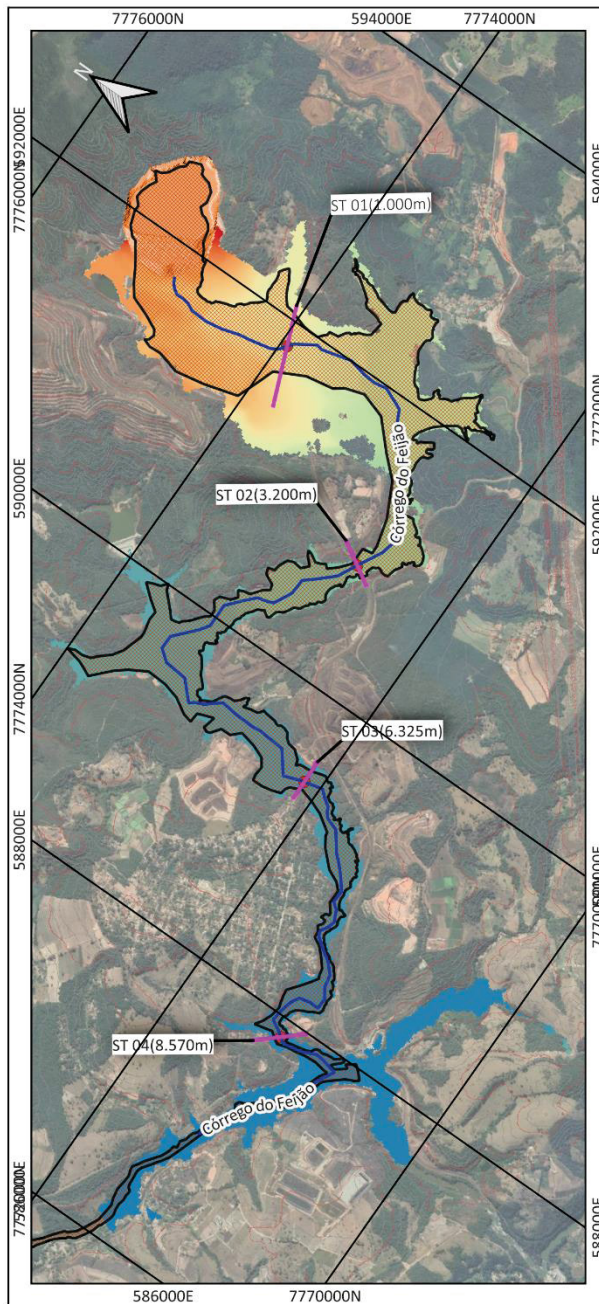 7776000N
594000E
7774000N
N
592000E
7776000N
594000E
ST 01(1.000m)
7772000N
Córrego do Feijão
590000E
ST 02(3.200m)
592000E
7774000N
ST 03(6.325m)
588000E
ST 04(8.570m)
Córrego do Feijão
588000E
586000E
7770000N